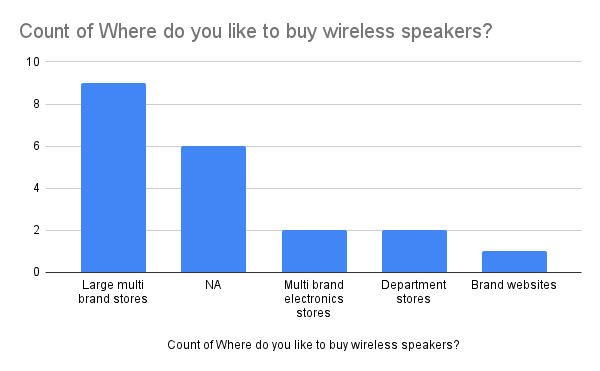 Count of Where do you like to buy wireless speakers?
10
8
6
4
2
0
Large multi
brand stores
NA
Multi brand
electronics
stores
Department
stores
Brand websites
Count of Where do you like to buy wireless speakers?